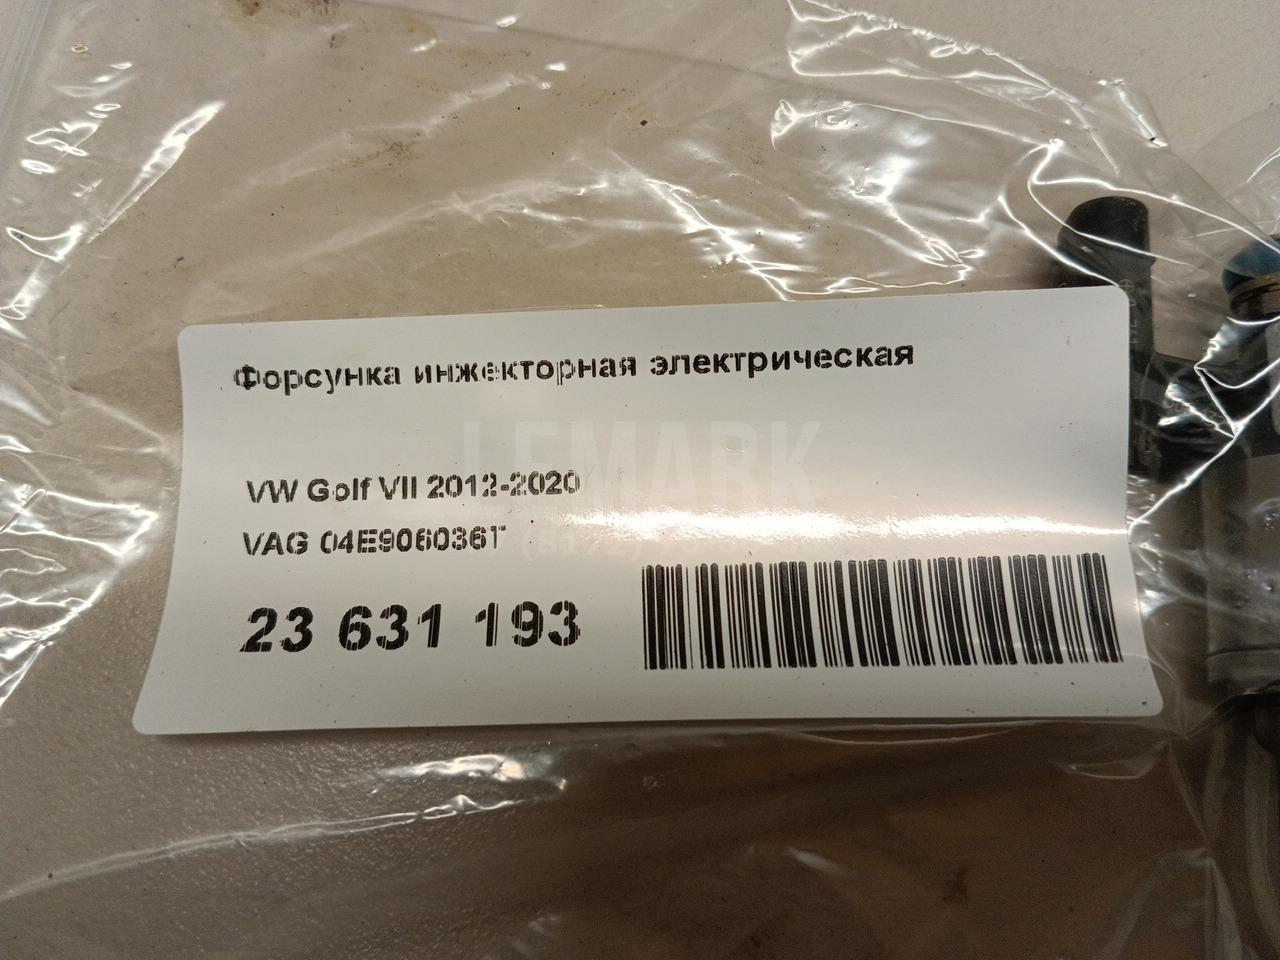 Форсунка инжекторная электрическая
LEMARK
VW Golf VII 2012-2020
VAG 04E906036T
23 631 193